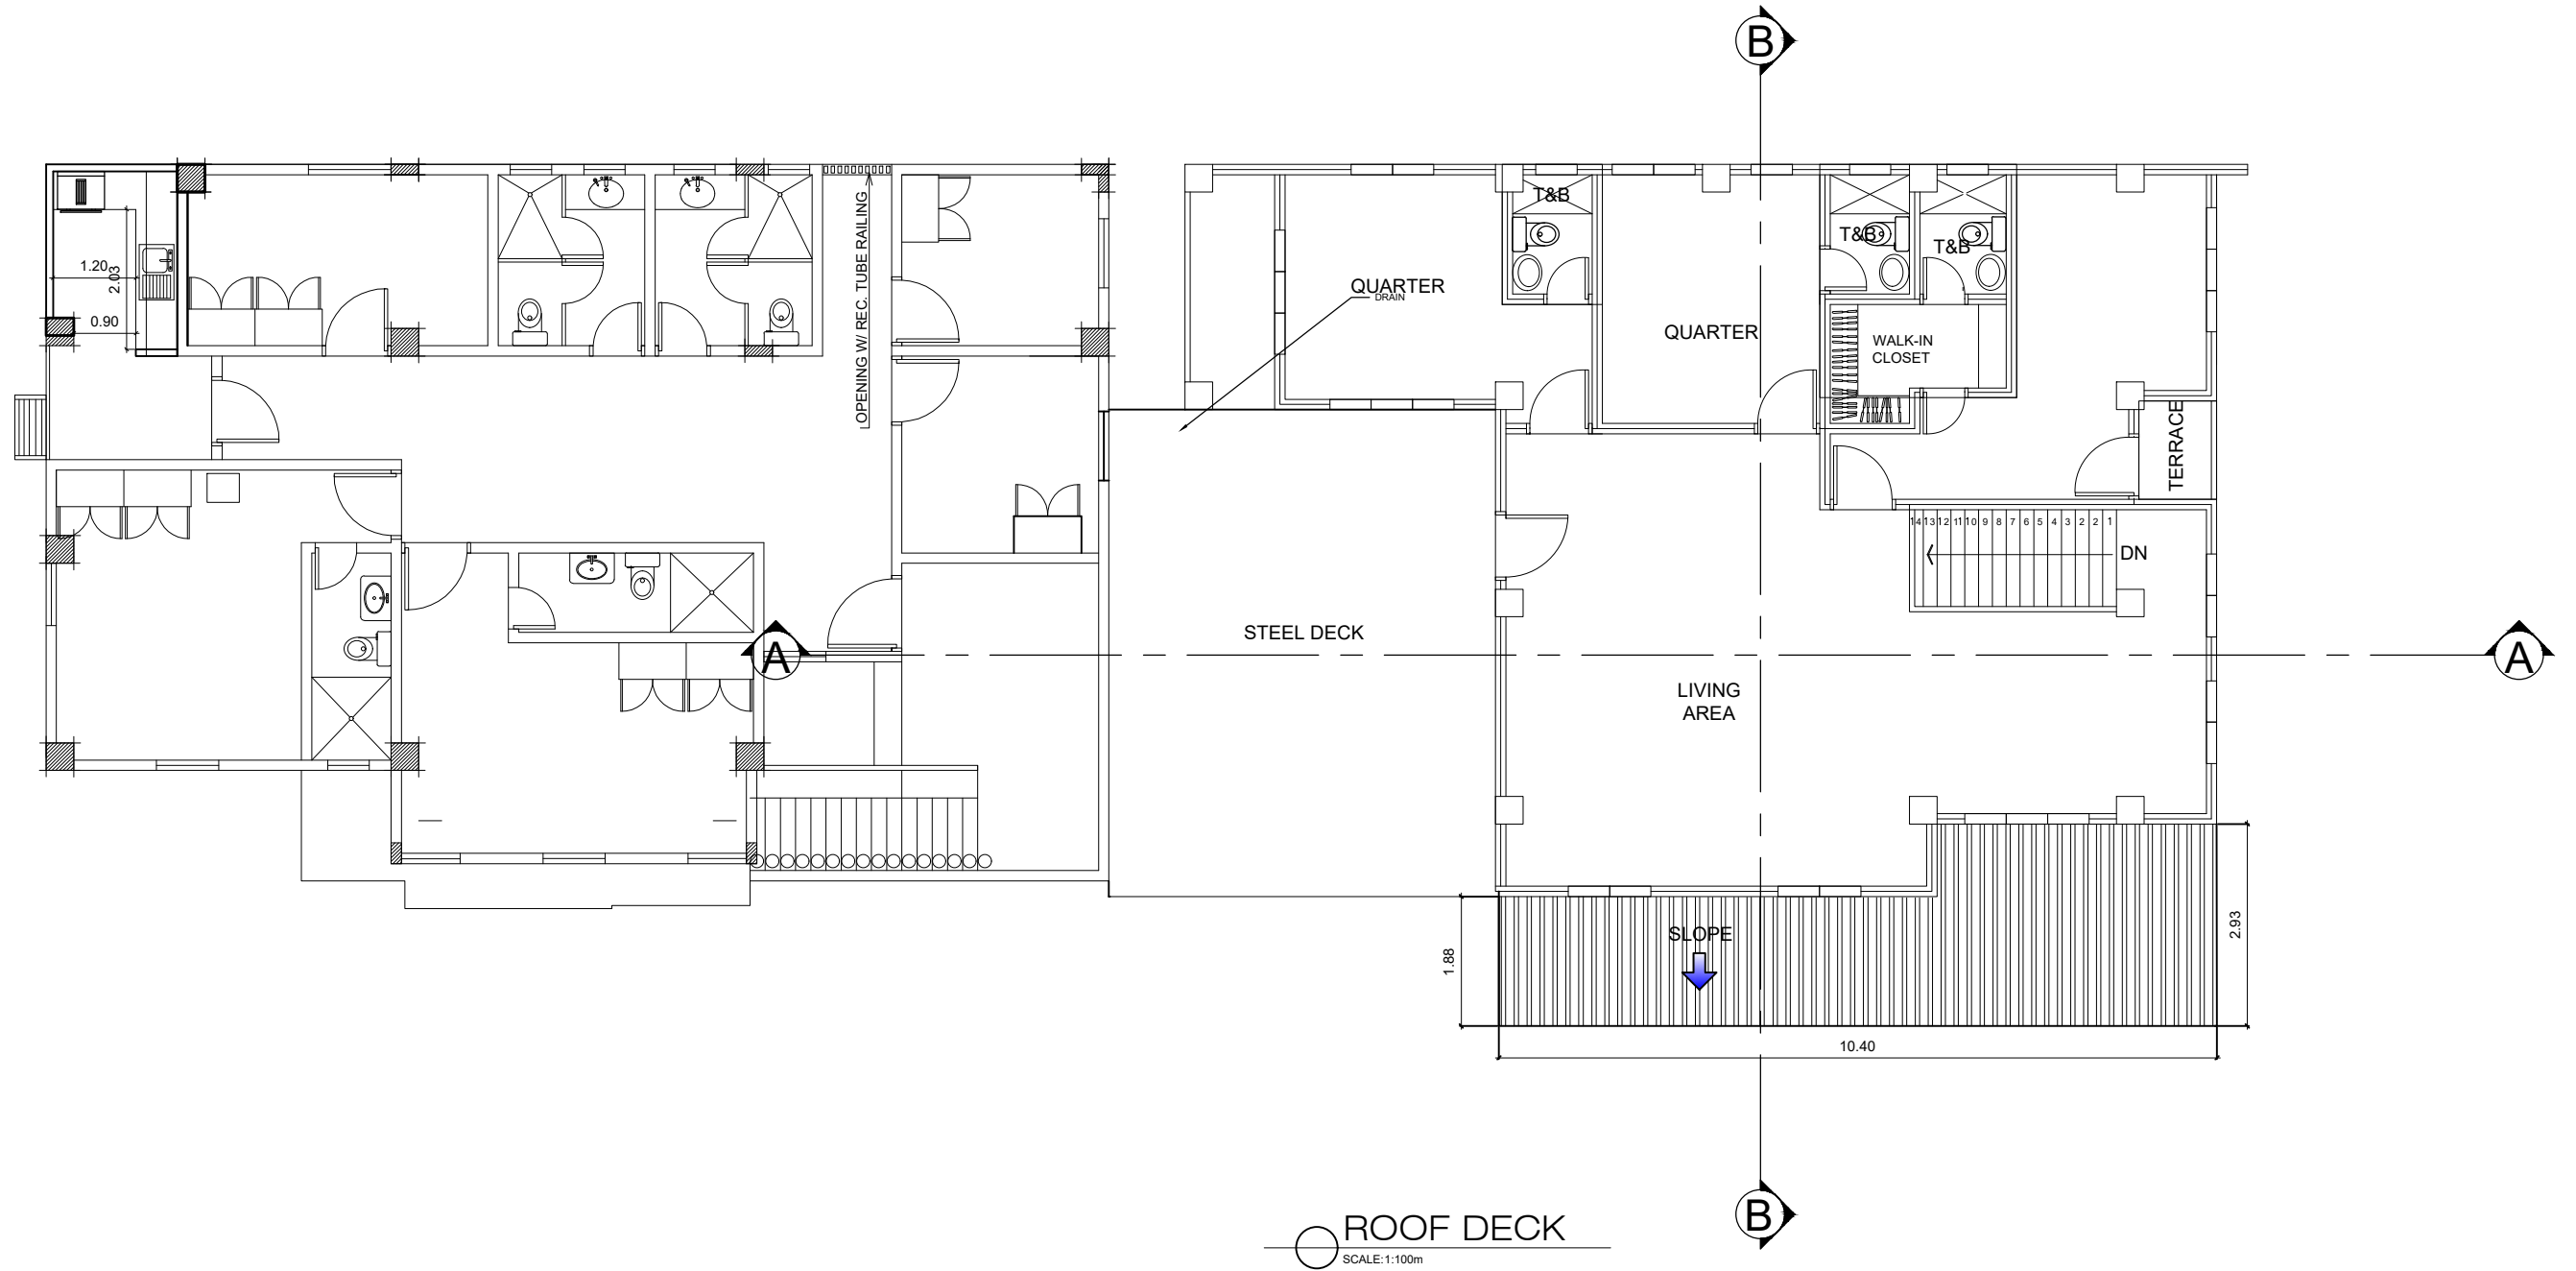 B
OPENING W/ REC. TUBE RAILING
T&B
T&B
T&B
1.20
2.03
0.90
QUARTER
DRAIN
QUARTER
WALK-IN
CLOSET
TERRACE
14 13 12 11 10 9 8 7 6 5 4 3 2 2 1
DN
STEEL DECK
A
A
LIVING
AREA
SLOPE
1.88
2.93
10.40
B
ROOF DECK
SCALE:1:100m